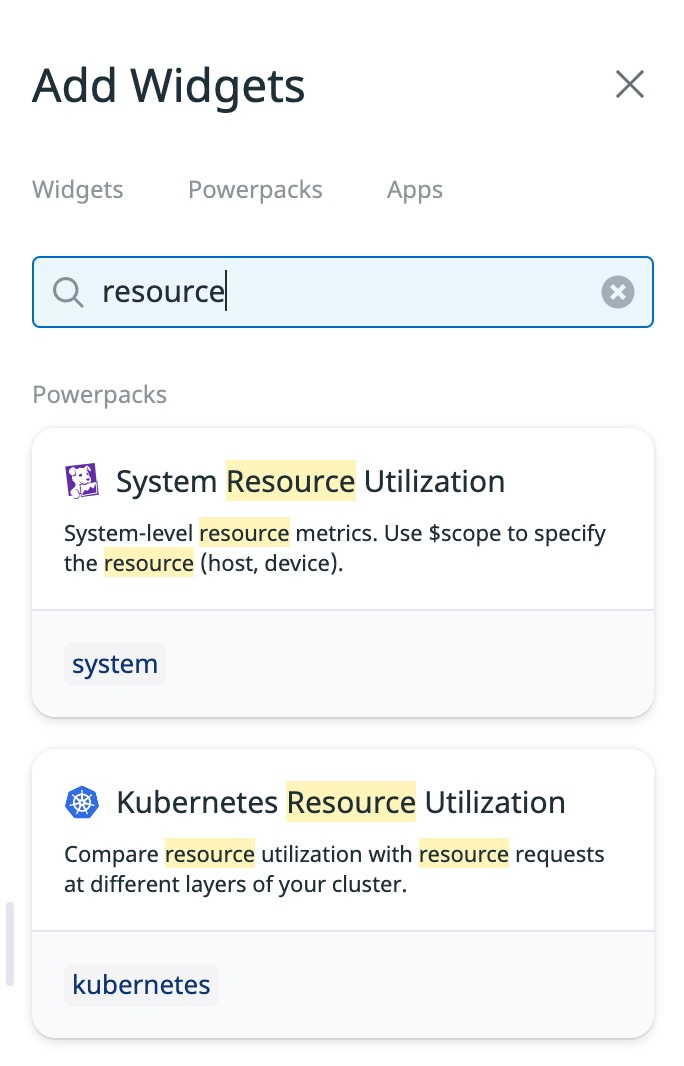 Add Widgets
Widgets Powerpacks Apps
resource
Powerpacks
System Resource Utilization
System-level resource metrics. Use $scope to specify
the resource (host, device).
system
Kubernetes Resource Utilization
Compare resource utilization with resource requests
at different layers of your cluster.
kubernetes